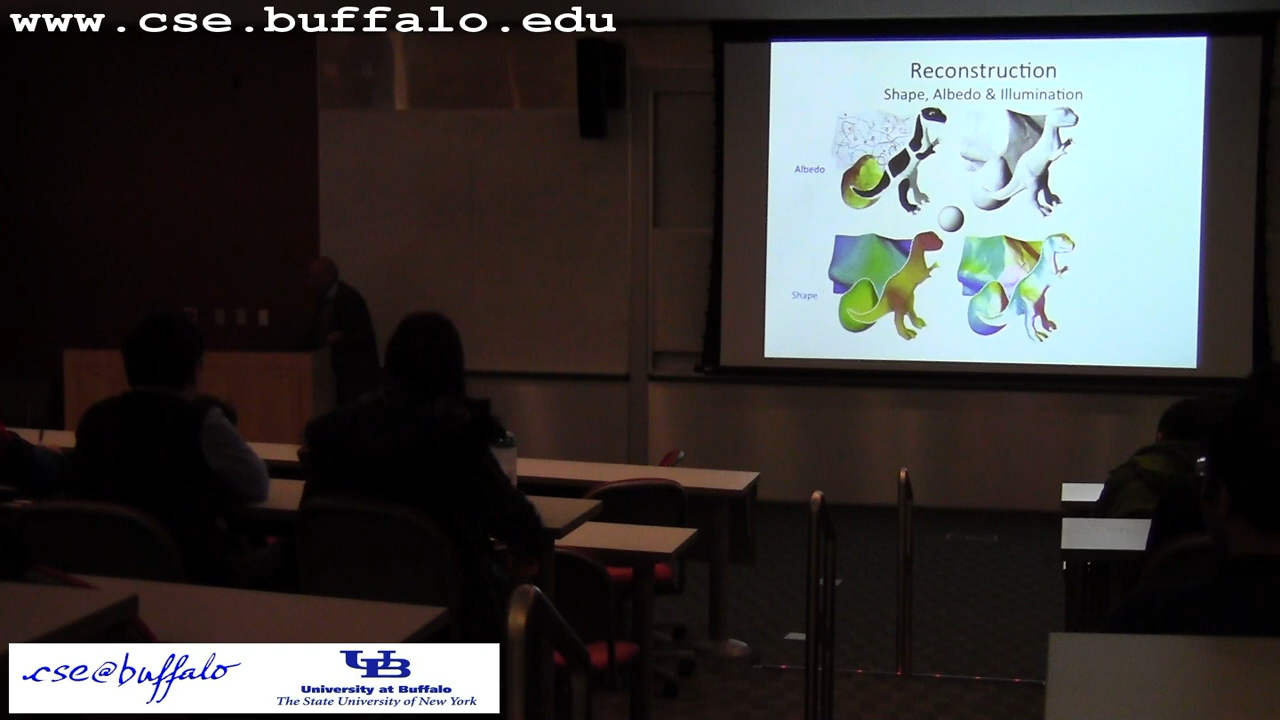 www.cse.buffalo.edu
Reconstruction
Shape, Albedo & Illumination
Albedo
Shape
cse@buffalo
UB
University at Buffalo
The State University of New York